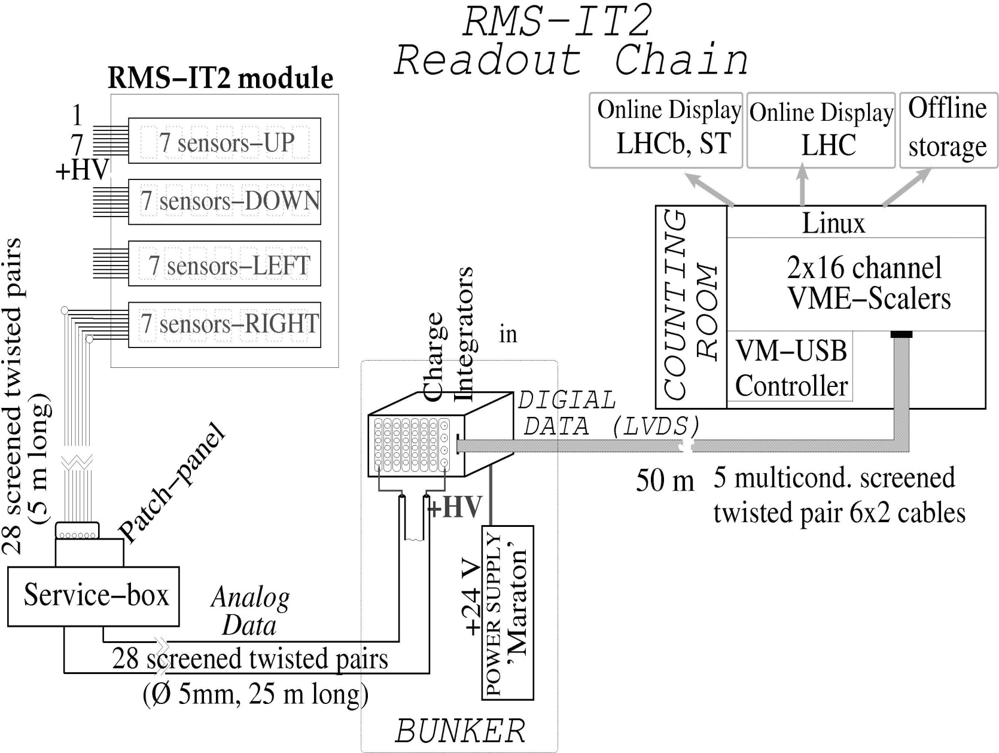 RMS–IT2
Readout Chain
RMS–IT2 module
1
7
+HV
7 sensors–UP
7 sensors–DOWN
7 sensors–LEFT
7 sensors–RIGHT
28 screened twisted pairs
(5 m long)
Patch–panel
Service–box
Analog
Data
28 screened twisted pairs
(Ø 5mm, 25 m long)
Charge
Integrators
in
+HV
+24 V
POWER SUPPLY
'Maraton'
BUNKER
DIGIAL
DATA (LVDS)
50 m
5 multicond. screened
twisted pair 6x2 cables
COUNTING
ROOM
Linux
2x16 channel
VME–Scalers
VM–USB
Controller
Online Display
LHCb, ST
Online Display
LHC
Offline
storage